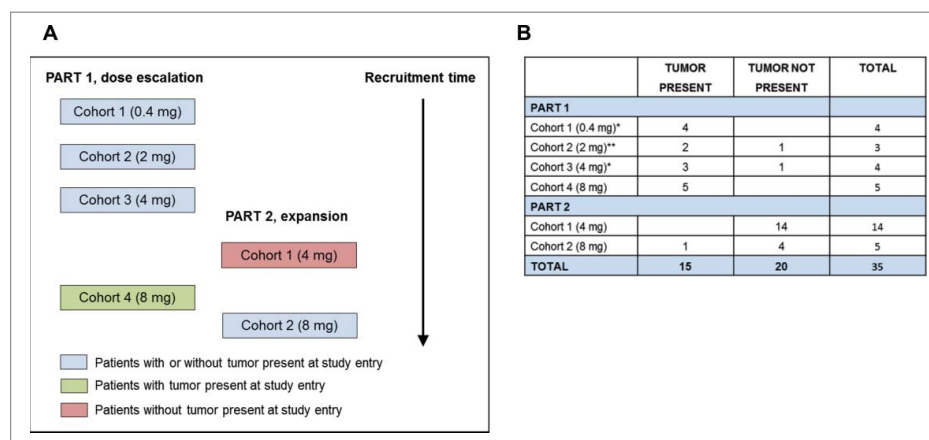 A
PART 1, dose escalation
Recruitment time
Cohort 1 (0.4 mg)
Cohort 2 (2 mg)
Cohort 3 (4 mg)
PART 2, expansion
Cohort 1 (4 mg)
Cohort 4 (8 mg)
Cohort 2 (8 mg)
Patients with or without tumor present at study entry
Patients with tumor present at study entry
Patients without tumor present at study entry
B
TUMOR PRESENT TUMOR NOT PRESENT TOTAL
PART 1
Cohort 1 (0.4 mg)* 4 4
Cohort 2 (2 mg)** 2 1 3
Cohort 3 (4 mg)* 3 1 4
Cohort 4 (8 mg) 5 5
PART 2
Cohort 1 (4 mg) 14 14
Cohort 2 (8 mg) 1 4 5
TOTAL 15 20 35